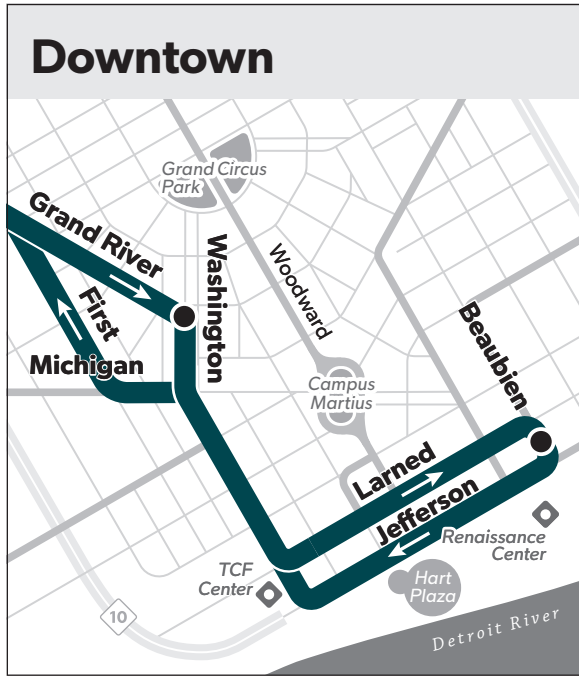 Downtown
Grand Circus
Park
Grand River
Washington
Woodward
First
Michigan
Beaubien
Campus
Martius
Larned
Jefferson
Renaissance
Center
TCF
Center
Hart
Plaza
10
Detroit River